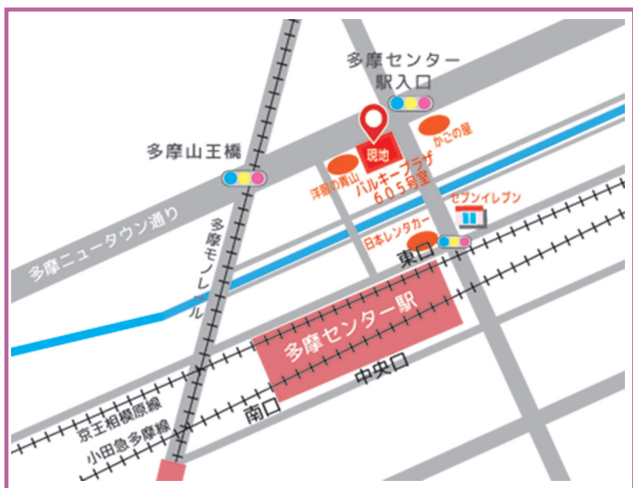 多摩センター
駅入口
かごの屋
現地
多摩山王橋
洋服の青山
バルキープラザ
605号室
セブンイレブン
多摩ニュータウン通り
多摩モノレール
日本レンタカー
東口
多摩センター駅
中央口
南口
京王相模原線
小田急多摩線